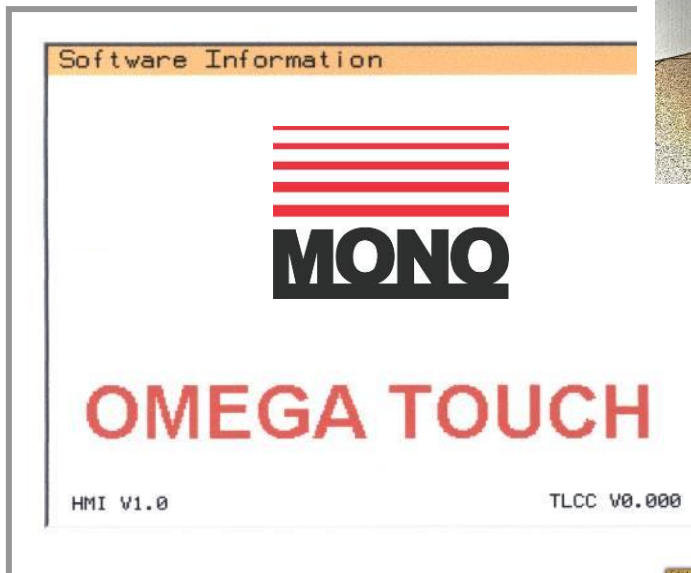 Software Information
MONO
OMEGA TOUCH
HMI V1.0
TLCC V0.000